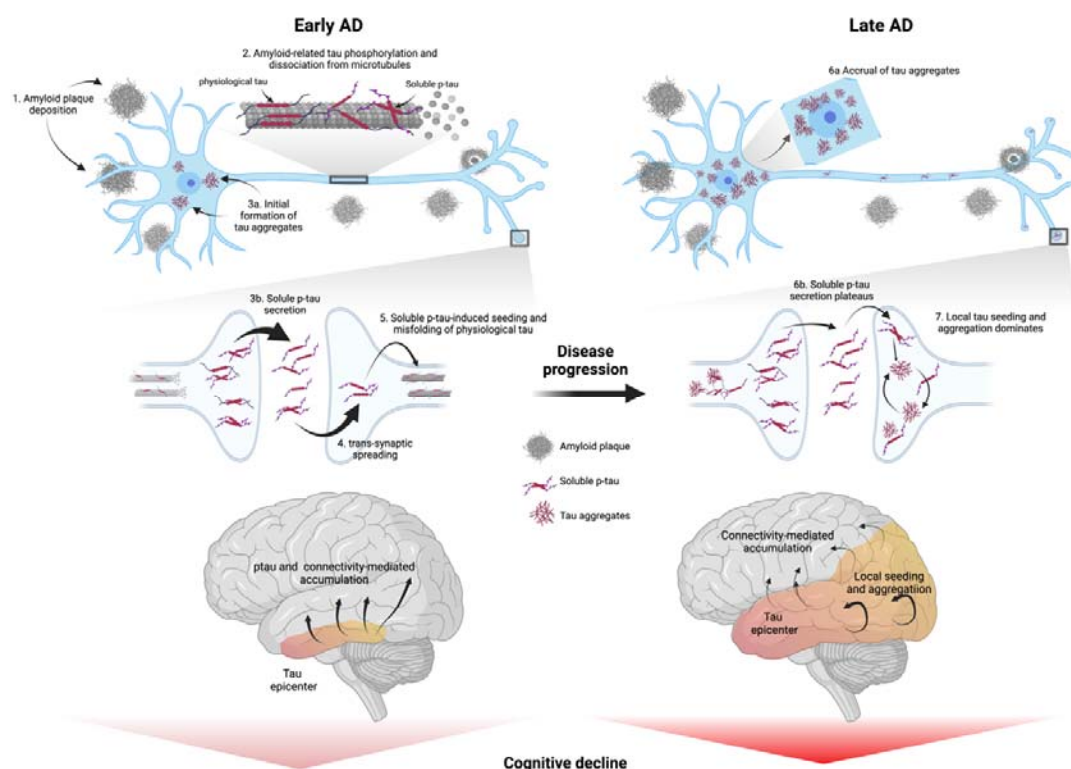 Early AD
Late AD
2. Amyloid-related tau phosphorylation and
dissociation from microtubules
physiological tau
Soluble p-tau
1. Amyloid plaque
deposition
3a. Initial
formation of
tau aggregates
6a Accrual of tau aggregates
3b. Solule p-tau
secretion
5. Soluble p-tau-induced seeding and
misfolding of physiological tau
4. trans-synaptic
spreading
Disease
progression
6b. Soluble p-tau
secretion plateaus
7. Local tau seeding and
aggregation dominates
Amyloid plaque
Soluble p-tau
Tau aggregates
ptau and connectivity-mediated
accumulation
Tau
epicenter
Connectivity-mediated
accumulation
Local seeding
and aggregatiion
Tau
epicenter
Cognitive decline